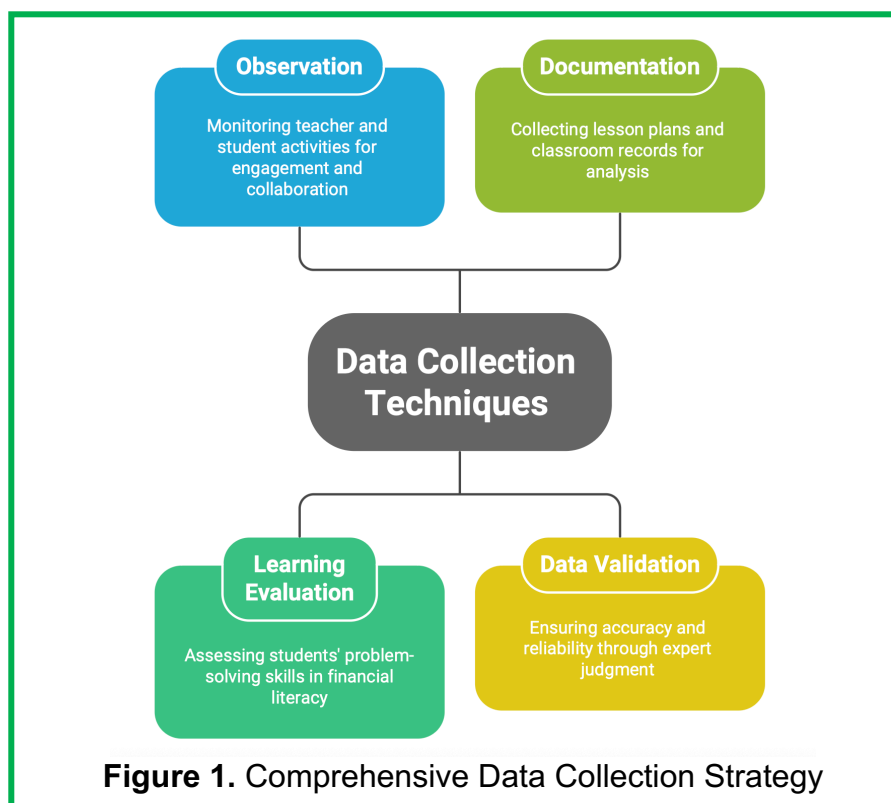 Observation
Monitoring teacher and
student activities for
engagement and
collaboration
Documentation
Collecting lesson plans and
classroom records for
analysis
Data Collection
Techniques
Learning
Evaluation
Assessing students' problem-
solving skills in financial
literacy
Data Validation
Ensuring accuracy and
reliability through expert
judgment
Figure 1. Comprehensive Data Collection Strategy